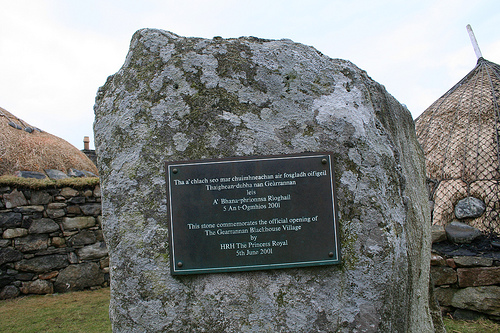 Tha a' chlach seo mar chuimhneachan air fosgladh oifigeil
Thaighean-dubha nan Geàrrannan
leis
A' Bhana-phrionnsa Rìoghail
5 An t-Ògmhios 2001
This stone commemorates the official opening of
The Gearrannan Blackhouse Village
by
HRH The Princess Royal
5th June 2001